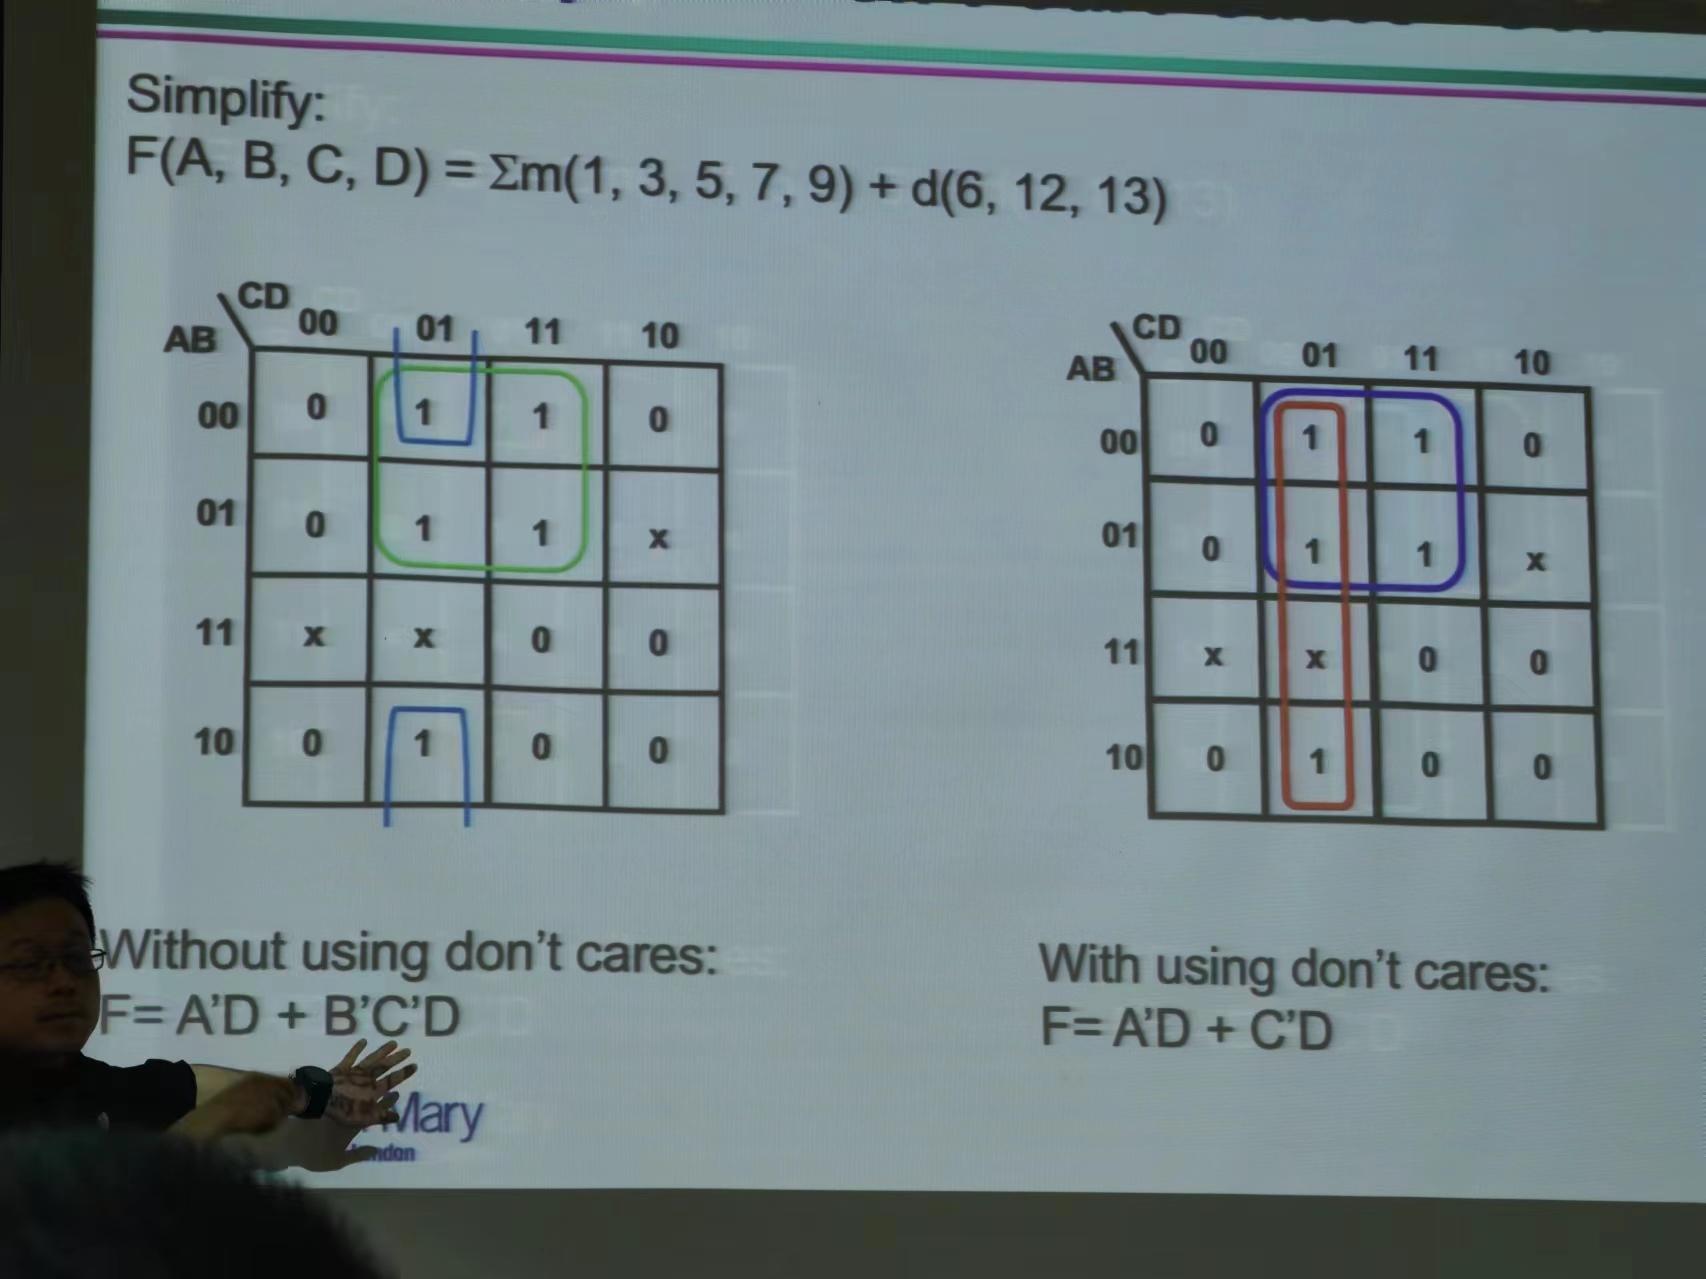 Simplify:
F(A, B, C, D) = Σm(1, 3, 5, 7, 9) + d(6, 12, 13)
CD
AB
00 01 11 10
00 0 1 1 0
01 0 1 1 x
11 x x 0 0
10 0 1 0 0
CD
AB
00 01 11 10
00 0 1 1 0
01 0 1 1 x
11 x x 0 0
10 0 1 0 0
Without using don't cares:
F= A'D + B'C'D
With using don't cares:
F= A'D + C'D
Mary